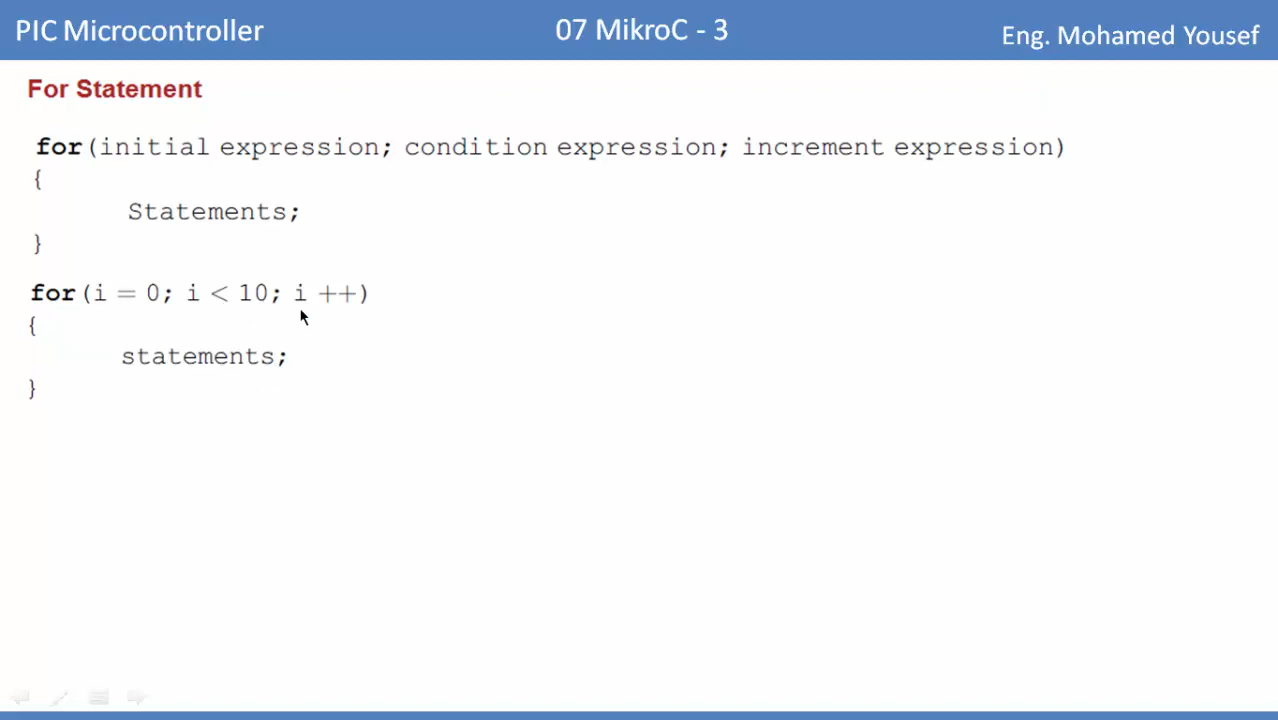 PIC Microcontroller 07 MikroC - 3 Eng. Mohamed Yousef
For Statement
for(initial expression; condition expression; increment expression)
{
Statements;
}
for(i = 0; i < 10; i ++)
{
statements;
}